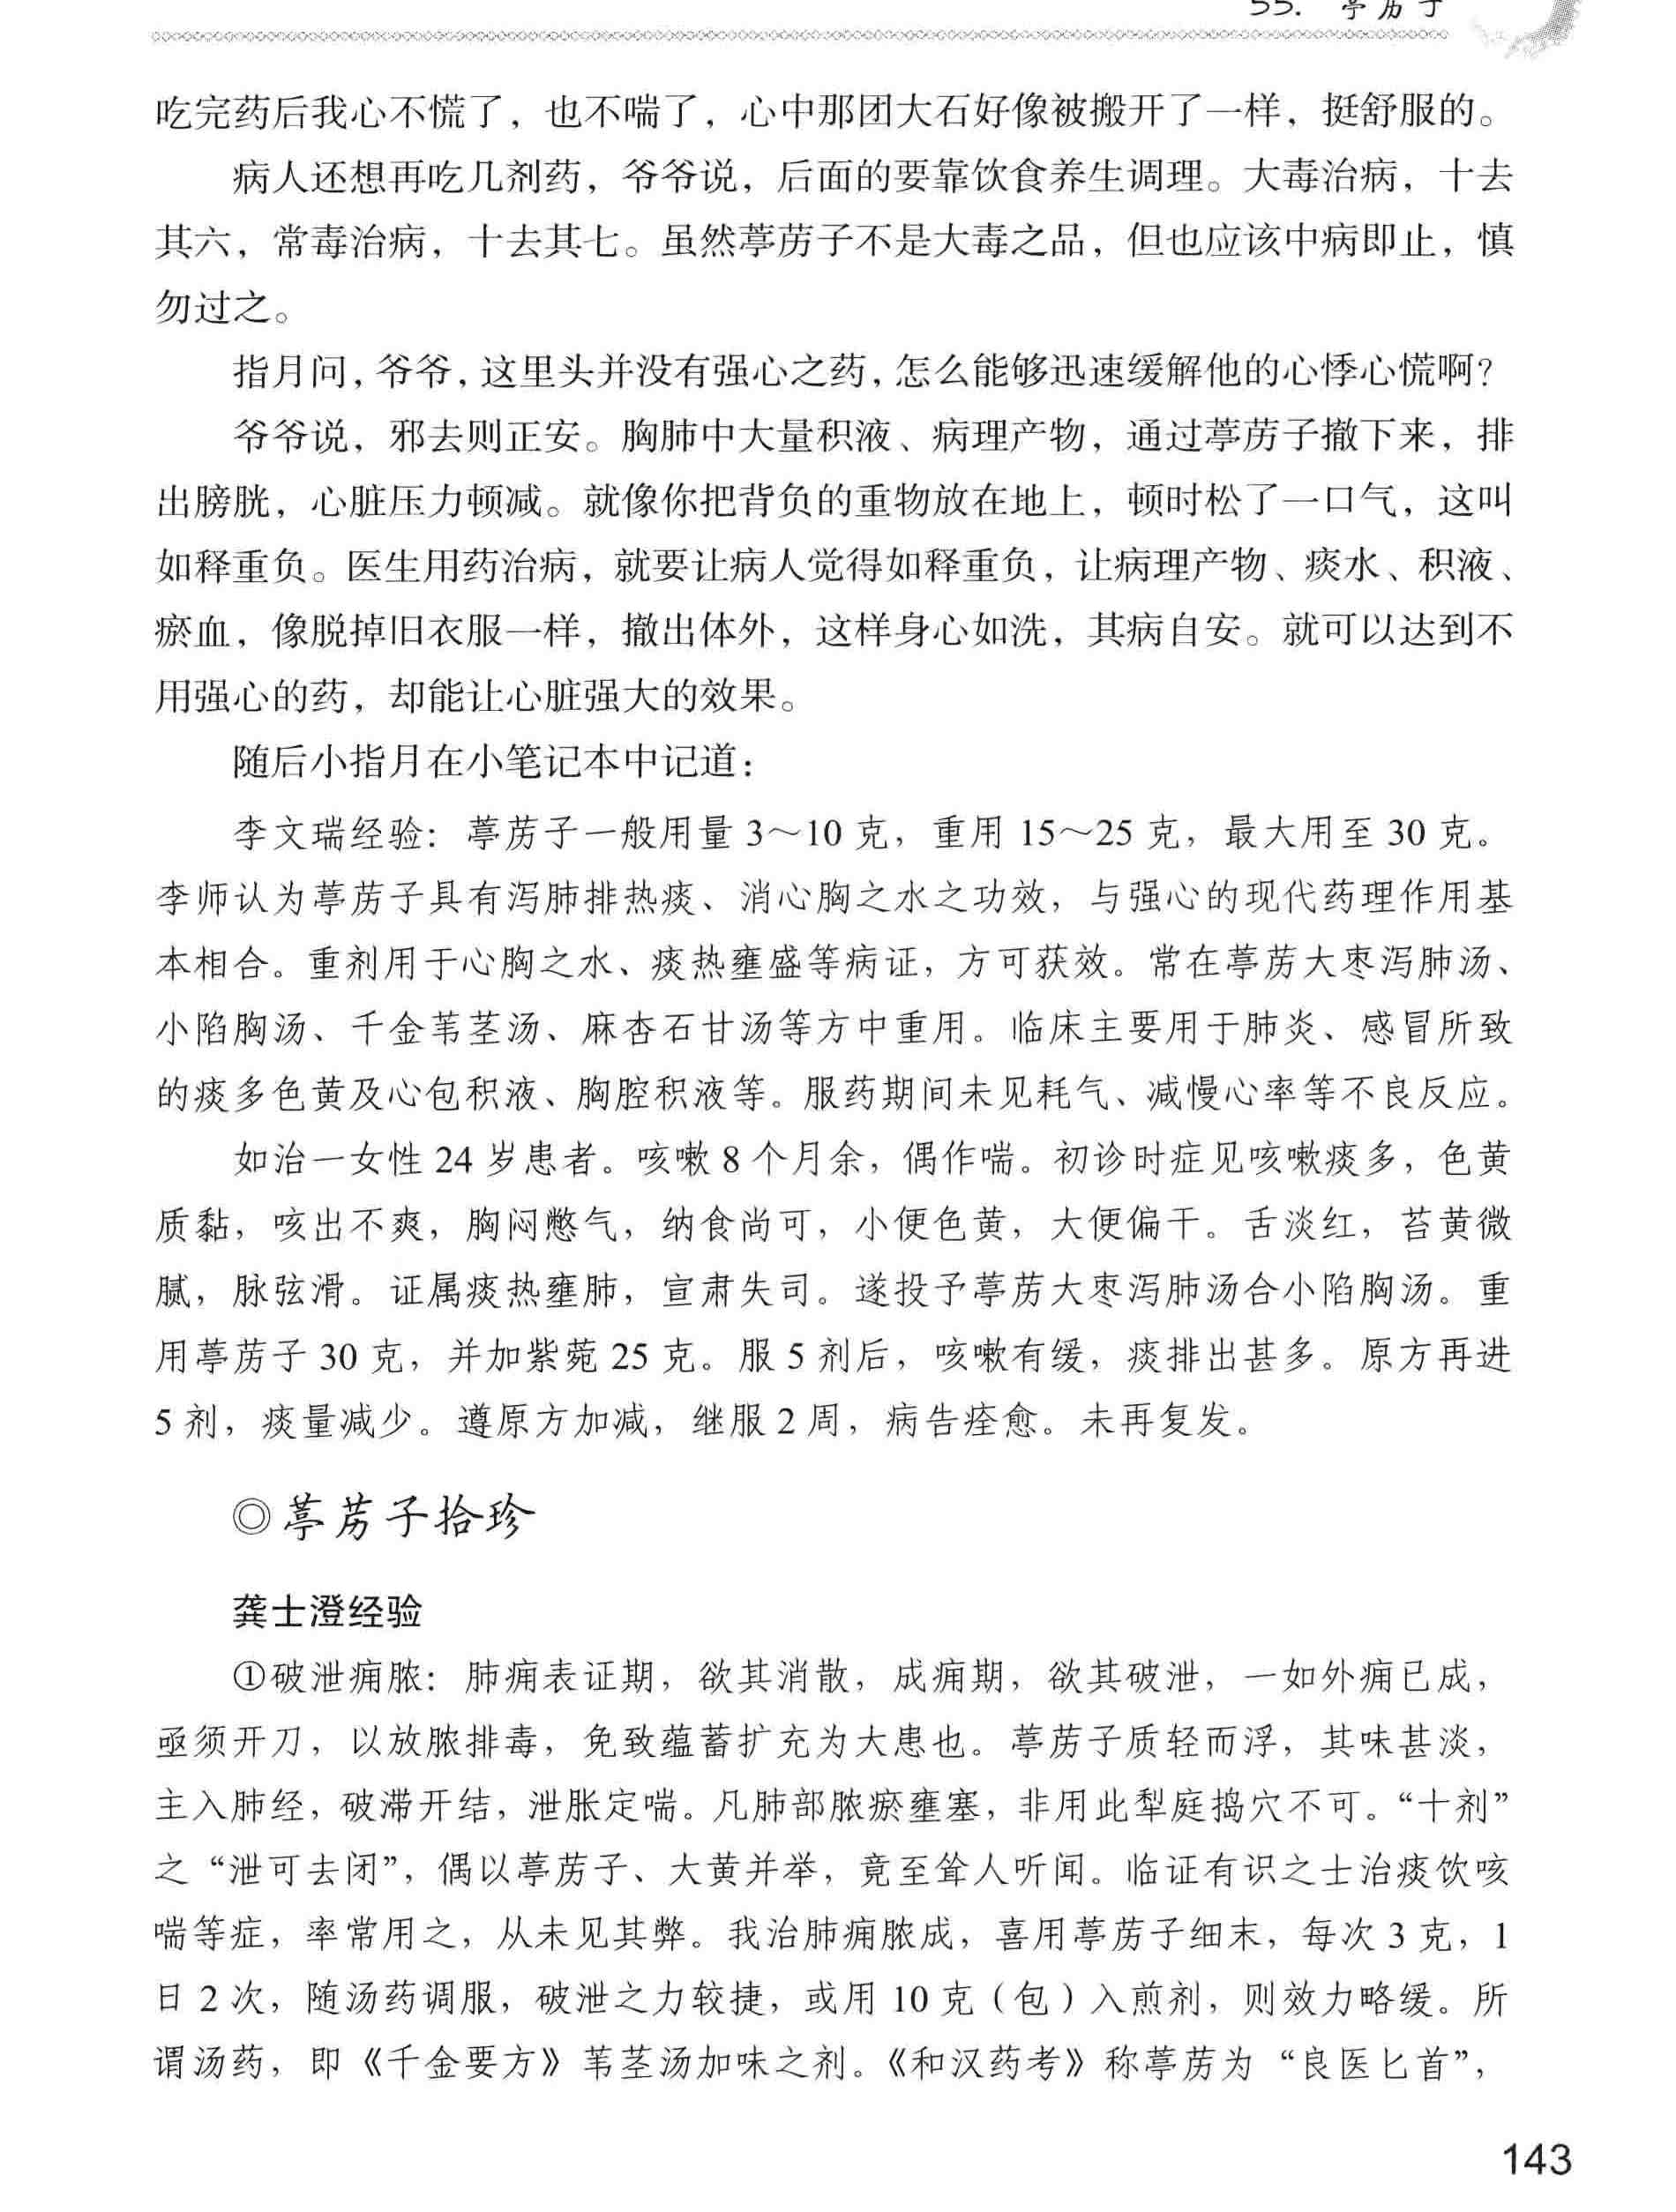 55. 葶苈子
吃完药后我心不慌了，也不喘了，心中那团大石好像被搬开了一样，挺舒服的。
病人还想再吃几剂药，爷爷说，后面的要靠饮食养生调理。大毒治病，十去
其六，常毒治病，十去其七。虽然葶苈子不是大毒之品，但也应该中病即止，慎
勿过之。
指月问，爷爷，这里头并没有强心之药，怎么能够迅速缓解他的心悸心慌啊？
爷爷说，邪去则正安。胸肺中大量积液、病理产物，通过葶苈子撤下来，排
出膀胱，心脏压力顿减。就像你把背负的重物放在地上，顿时松了一口气，这叫
如释重负。医生用药治病，就要让病人觉得如释重负，让病理产物、痰水、积液、
瘀血，像脱掉旧衣服一样，撤出体外，这样身心如洗，其病自安。就可以达到不
用强心的药，却能让心脏强大的效果。
随后小指月在小笔记本中记道：
李文瑞经验：葶苈子一般用量 3～10 克，重用 15～25 克，最大用至 30 克。
李师认为葶苈子具有泻肺排热痰、消心胸之水之功效，与强心的现代药理作用基
本相合。重剂用于心胸之水、痰热壅盛等病证，方可获效。常在葶苈大枣泻肺汤、
小陷胸汤、千金苇茎汤、麻杏石甘汤等方中重用。临床主要用于肺炎、感冒所致
的痰多色黄及心包积液、胸腔积液等。服药期间未见耗气、减慢心率等不良反应。
如治一女性 24 岁患者。咳嗽 8 个月余，偶作喘。初诊时症见咳嗽痰多，色黄
质黏，咳出不爽，胸闷憋气，纳食尚可，小便色黄，大便偏干。舌淡红，苔黄微
腻，脉弦滑。证属痰热壅肺，宣肃失司。遂投予葶苈大枣泻肺汤合小陷胸汤。重
用葶苈子 30 克，并加紫菀 25 克。服 5 剂后，咳嗽有缓，痰排出甚多。原方再进
5 剂，痰量减少。遵原方加减，继服 2 周，病告痊愈。未再复发。
◎葶苈子拾珍
龚士澄经验
①破泄痈脓：肺痈表证期，欲其消散，成痈期，欲其破泄，一如外痈已成，
亟须开刀，以放脓排毒，免致蕴蓄扩充为大患也。葶苈子质轻而浮，其味甚淡，
主入肺经，破滞开结，泄胀定喘。凡肺部脓瘀壅塞，非用此犁庭捣穴不可。“十剂”
之“泄可去闭”，偶以葶苈子、大黄并举，竟至耸人听闻。临证有识之士治痰饮咳
喘等症，率常用之，从未见其弊。我治肺痈脓成，喜用葶苈子细末，每次 3 克，1
日 2 次，随汤药调服，破泄之力较捷，或用 10 克（包）入煎剂，则效力略缓。所
谓汤药，即《千金要方》苇茎汤加味之剂。《和汉药考》称葶苈为“良医匕首”，
143